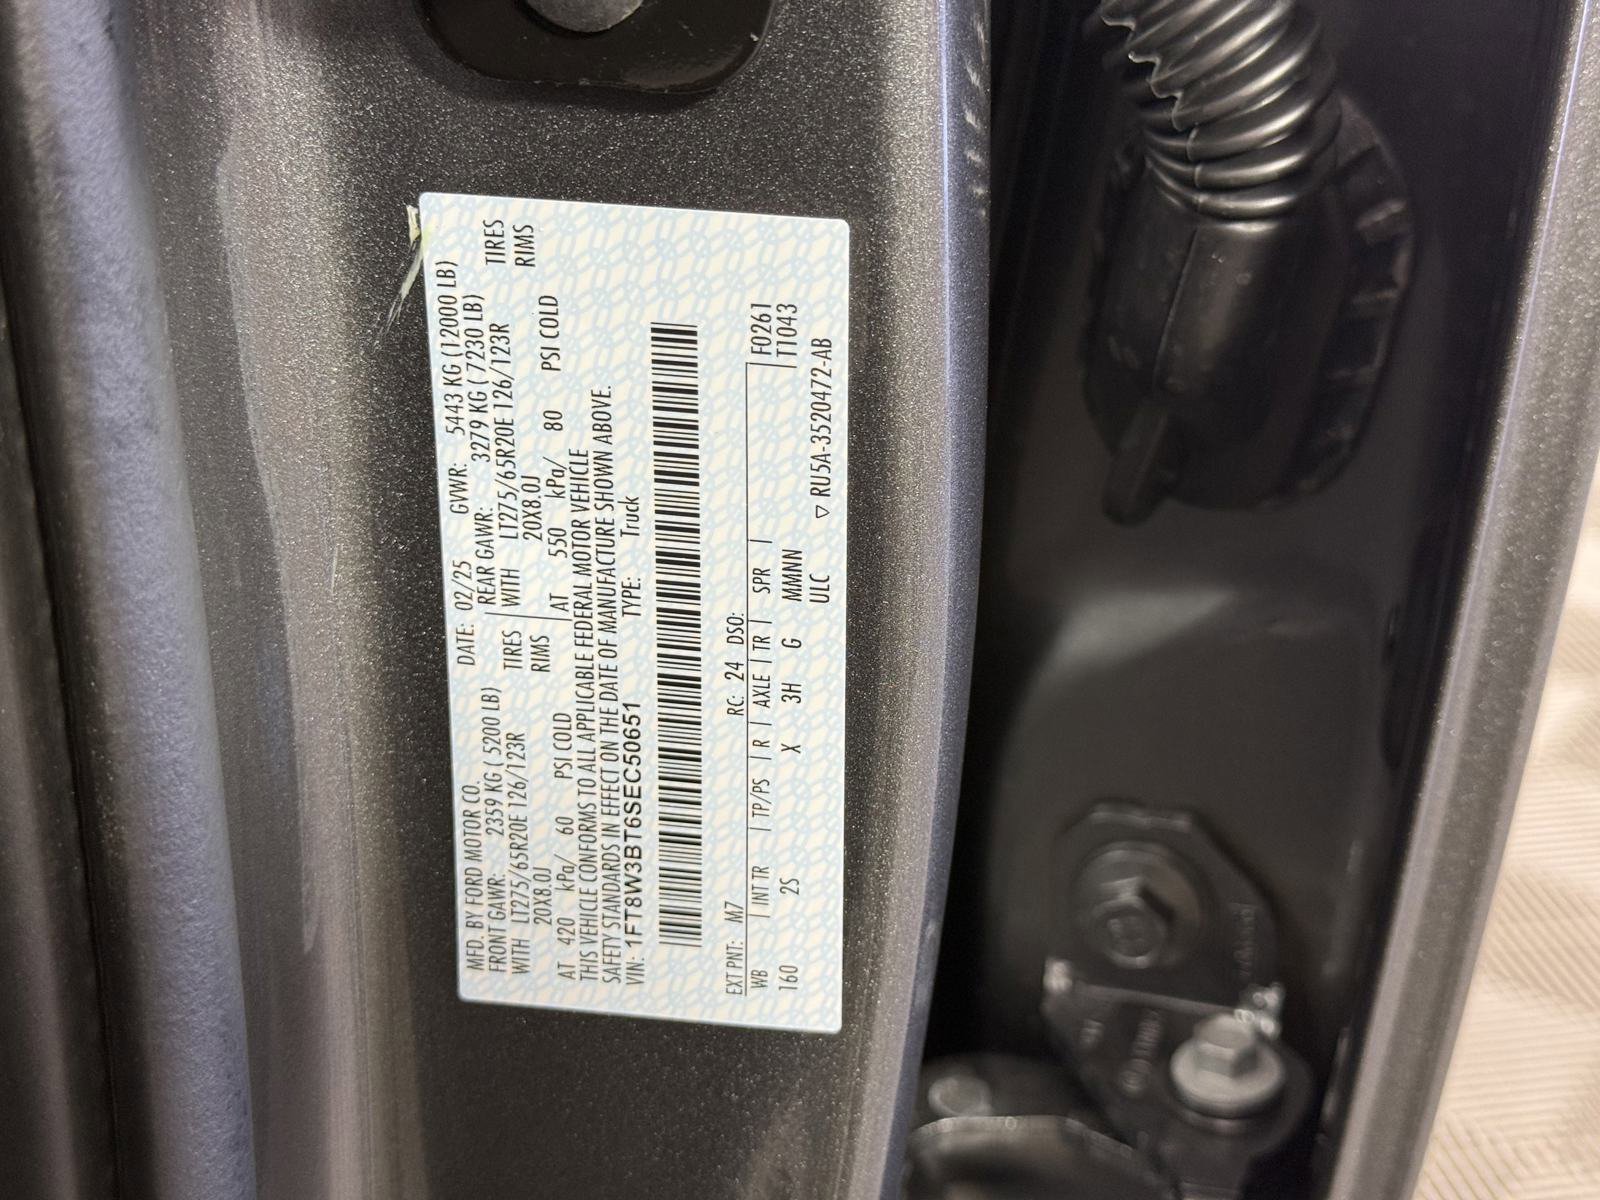 MFD. BY FORD MOTOR CO.
DATE: 02/25 GVWR: 5443 KG (12000 LB)
FRONT GAWR: 2359 KG ( 5200 LB) REAR GAWR: 3279 KG ( 7230 LB)
WITH LT275/65R20E 126/123R TIRES WITH LT275/65R20E 126/123R TIRES
20X8.0J RIMS 20X8.0J RIMS
AT 420 kPa/ 60 PSI COLD AT 550 kPa/ 80 PSI COLD
THIS VEHICLE CONFORMS TO ALL APPLICABLE FEDERAL MOTOR VEHICLE
SAFETY STANDARDS IN EFFECT ON THE DATE OF MANUFACTURE SHOWN ABOVE.
VIN: 1FT8W3BT6SEC50651 TYPE: Truck
EXT PNT: M7 RC: 24 DSO:
WB | INT TR | TP/PS | R | AXLE | TR | SPR | F0261
160 2S X 3H G MMNN T1043
ULC
▽ RU5A-3520472-AB